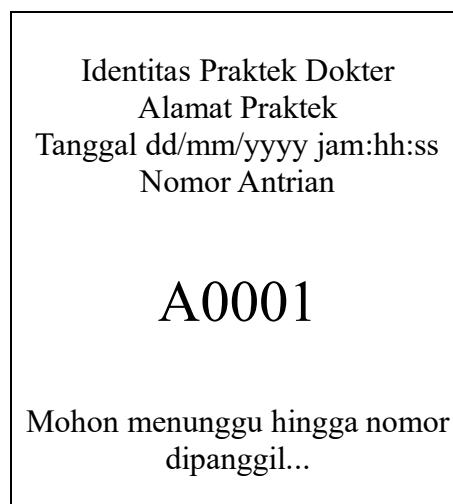 Identitas Praktek Dokter
Alamat Praktek
Tanggal dd/mm/yyyy jam:hh:ss
Nomor Antrian
A0001
Mohon menunggu hingga nomor
dipanggil...